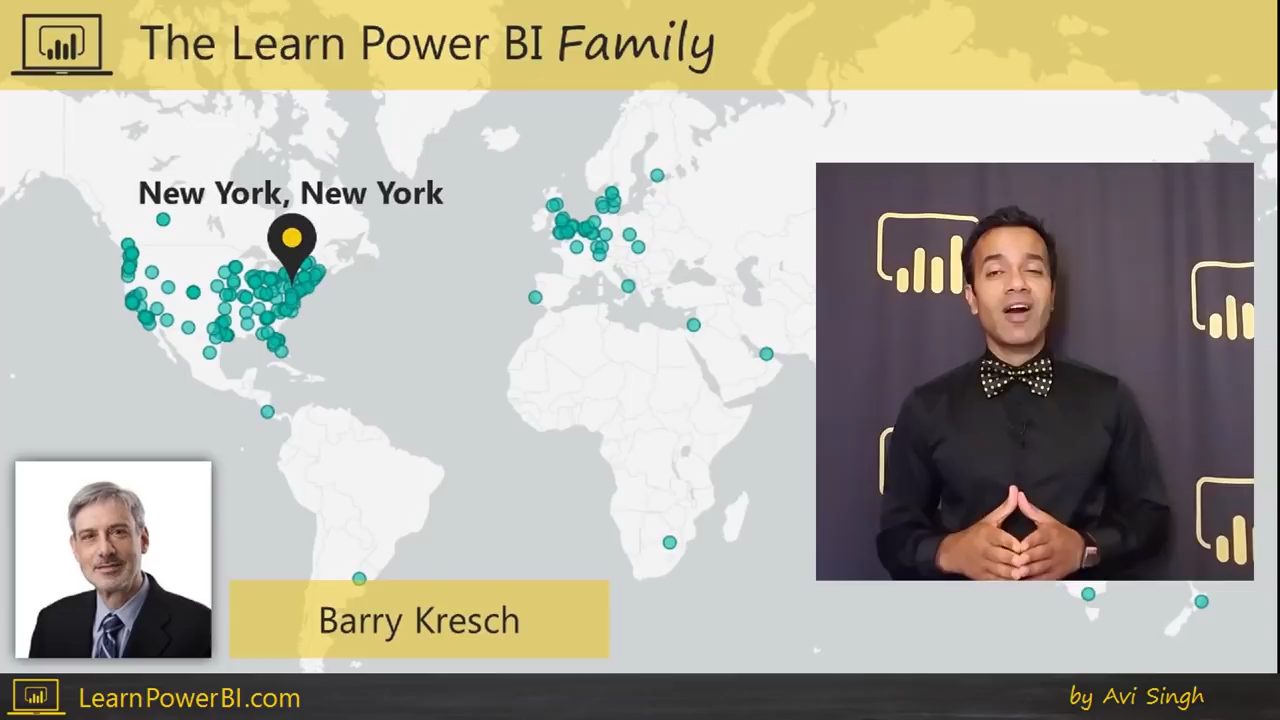 The Learn Power BI Family
New York, New York
Barry Kresch
LearnPowerBI.com
by Avi Singh